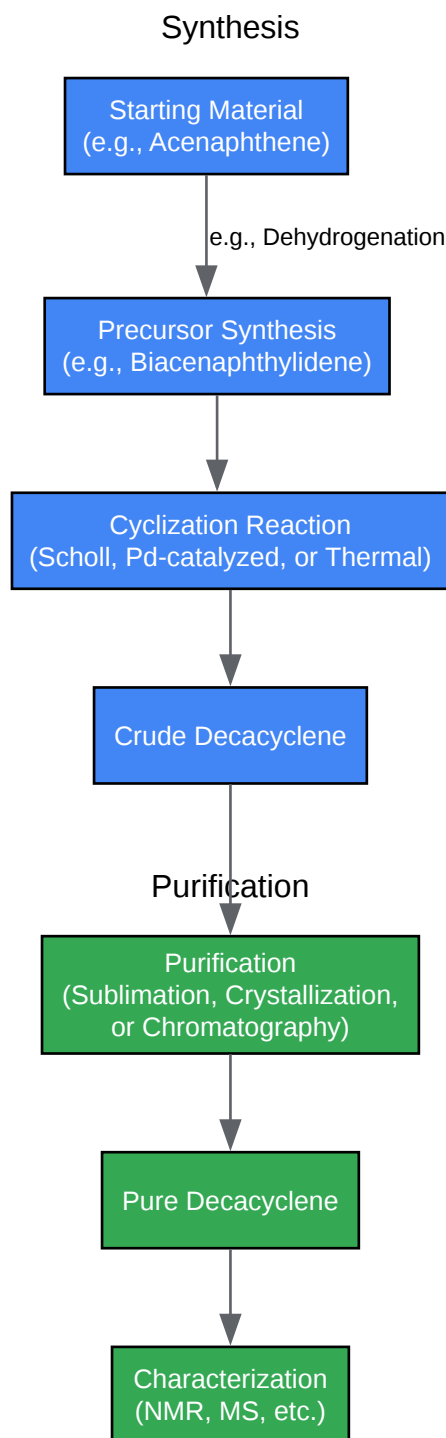 Synthesis
Starting Material
(e.g., Acenaphthene)
e.g., Dehydrogenation
Precursor Synthesis
(e.g., Biacenaphthylidene)
Cyclization Reaction
(Scholl, Pd-catalyzed, or Thermal)
Crude Decacyclene
Purification
Purification
(Sublimation, Crystallization,
or Chromatography)
Pure Decacyclene
Characterization
(NMR, MS, etc.)